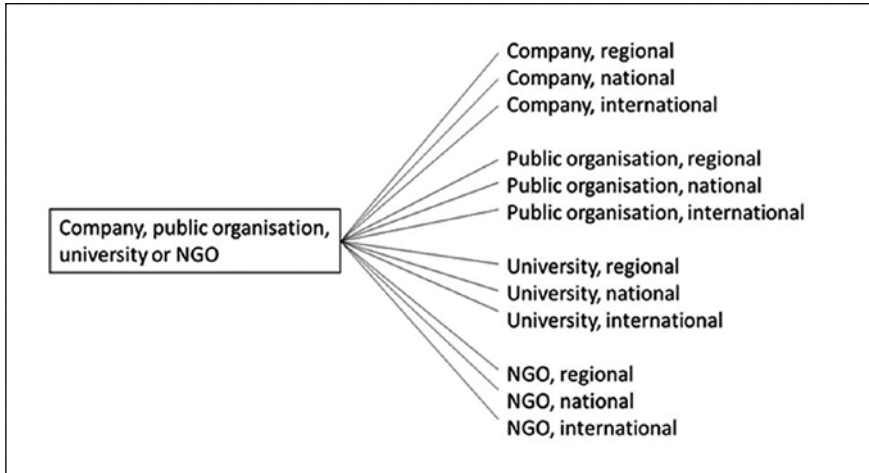 Company, public organisation,
university or NGO
Company, regional
Company, national
Company, international
Public organisation, regional
Public organisation, national
Public organisation, international
University, regional
University, national
University, international
NGO, regional
NGO, national
NGO, international